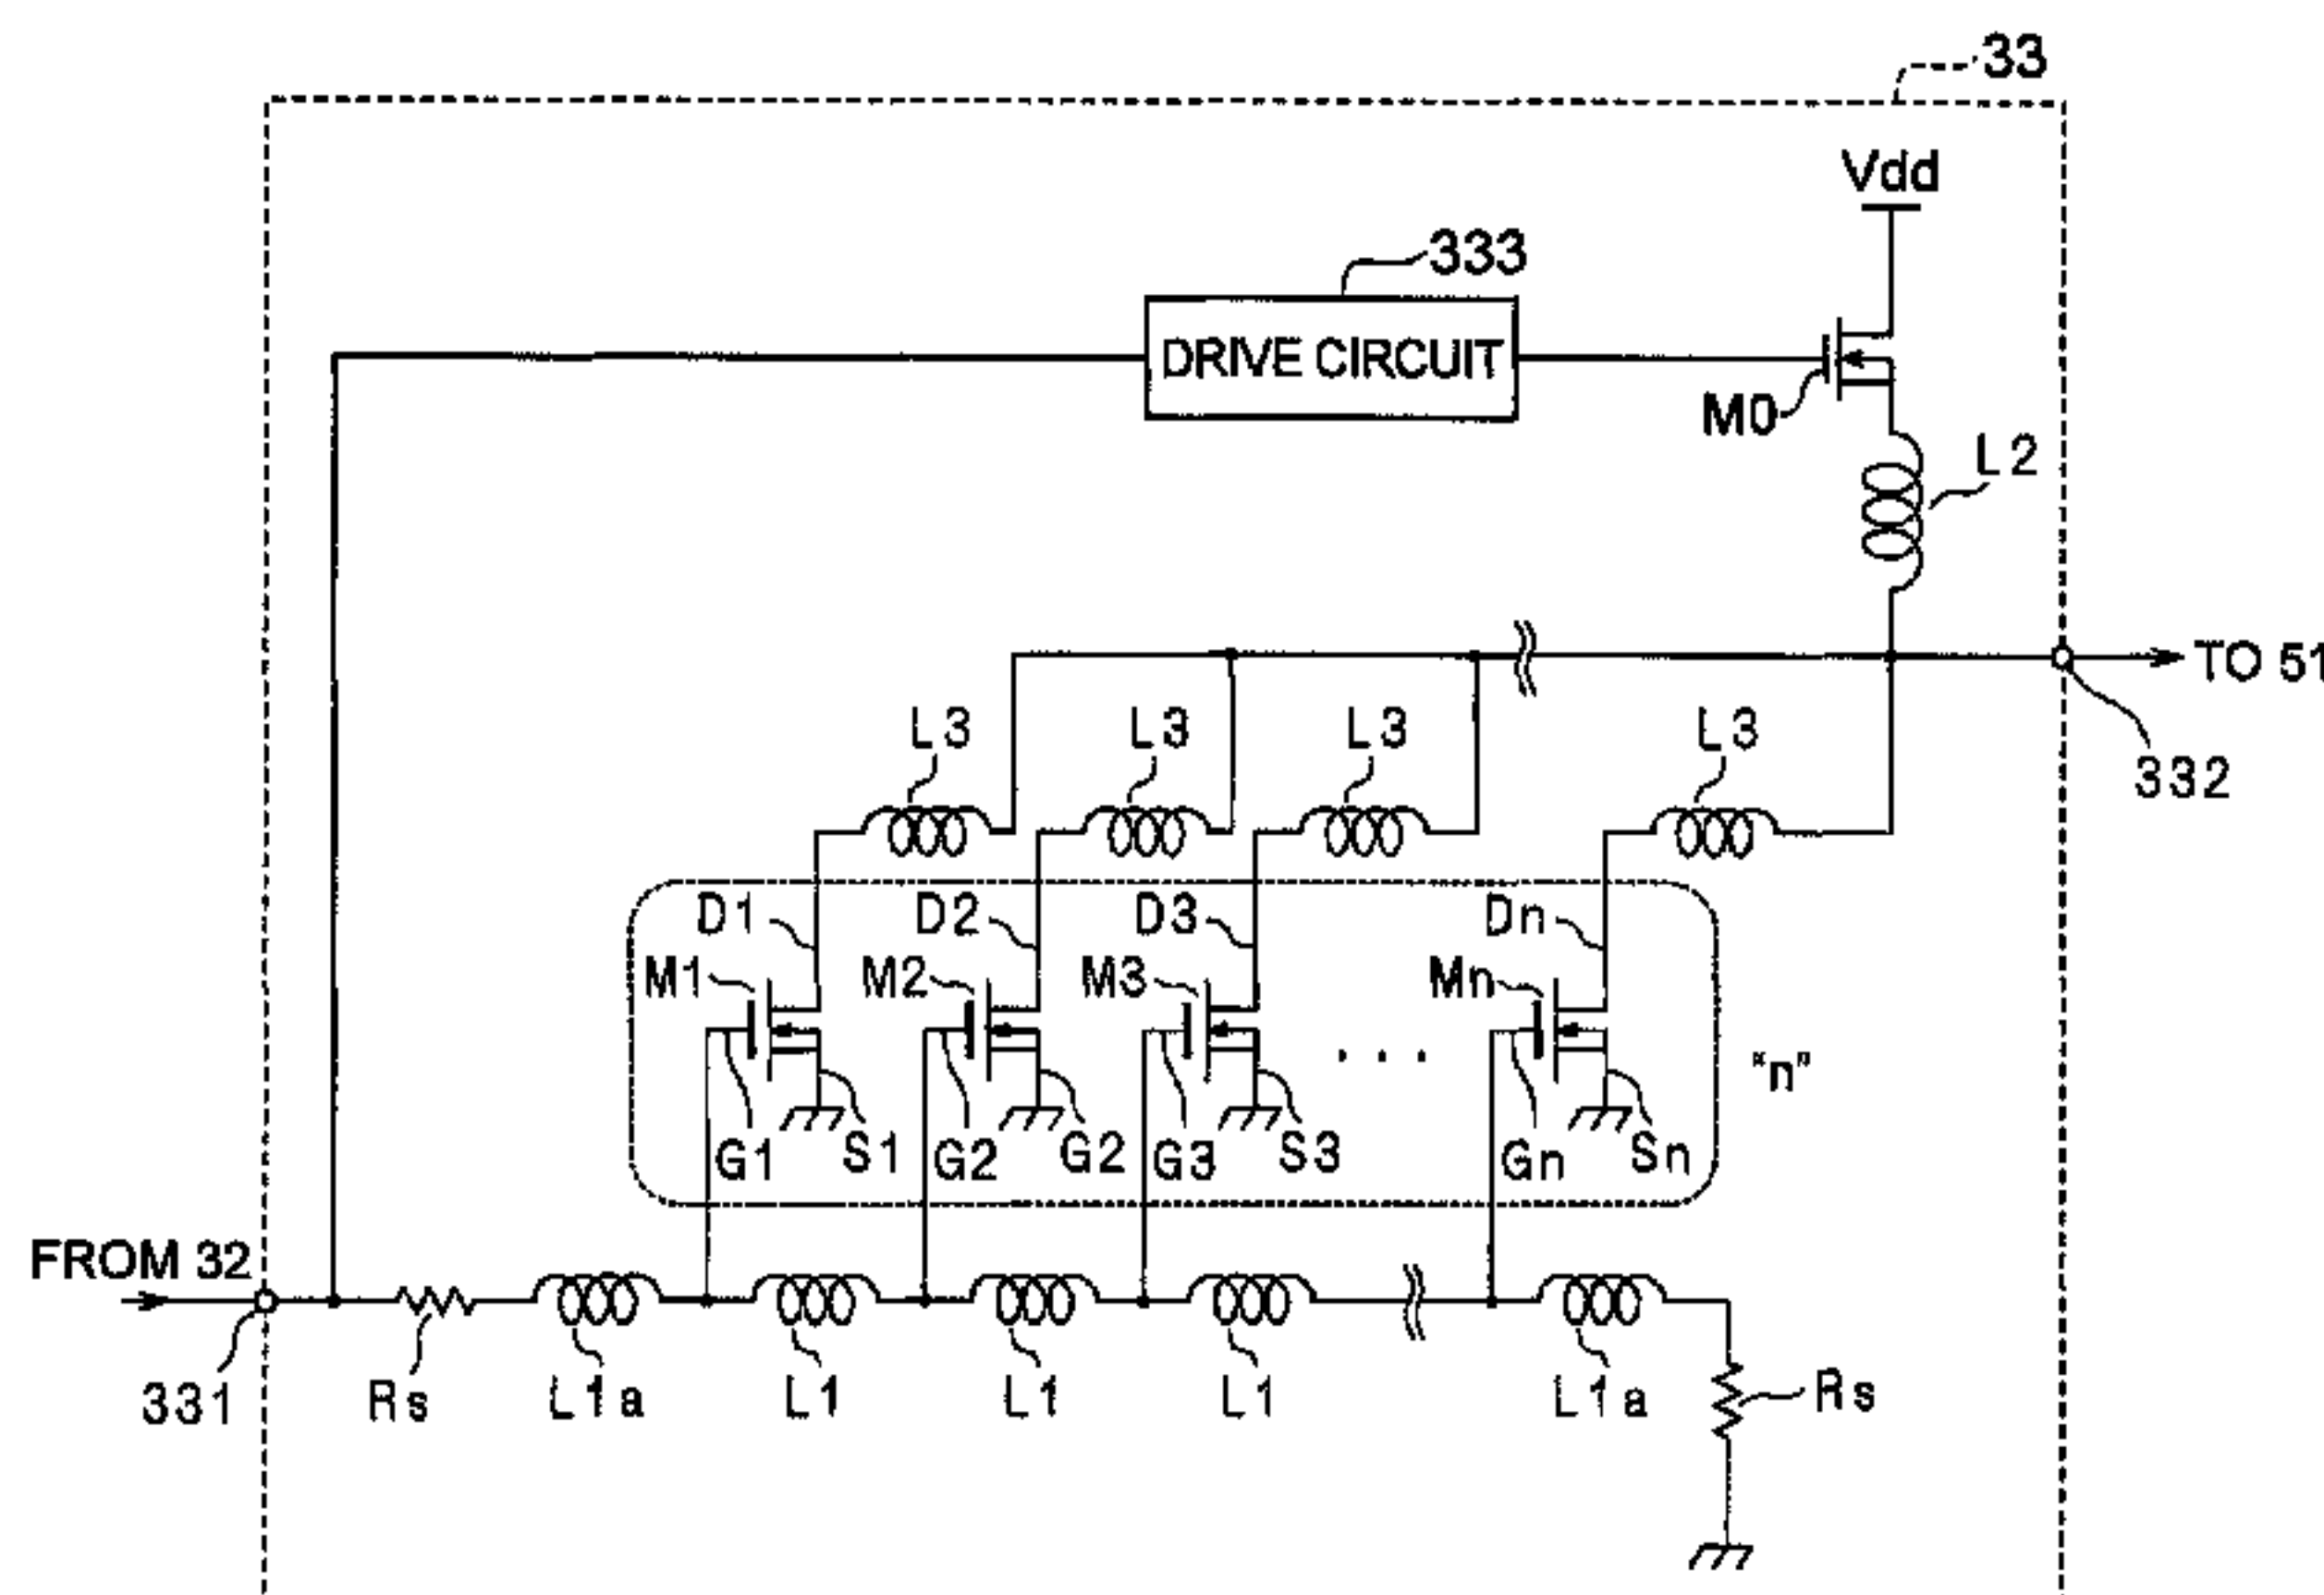 33
Vdd
333
DRIVE CIRCUIT
M0
L2
TO 51
L3 L3 L3 L3
332
D1 D2 D3 Dn
M1 M2 M3 Mn
. . .
"n"
G1 S1 G2 G2 G3 S3 Gn Sn
FROM 32
331 Rs L1a L1 L1 L1 L1a Rs